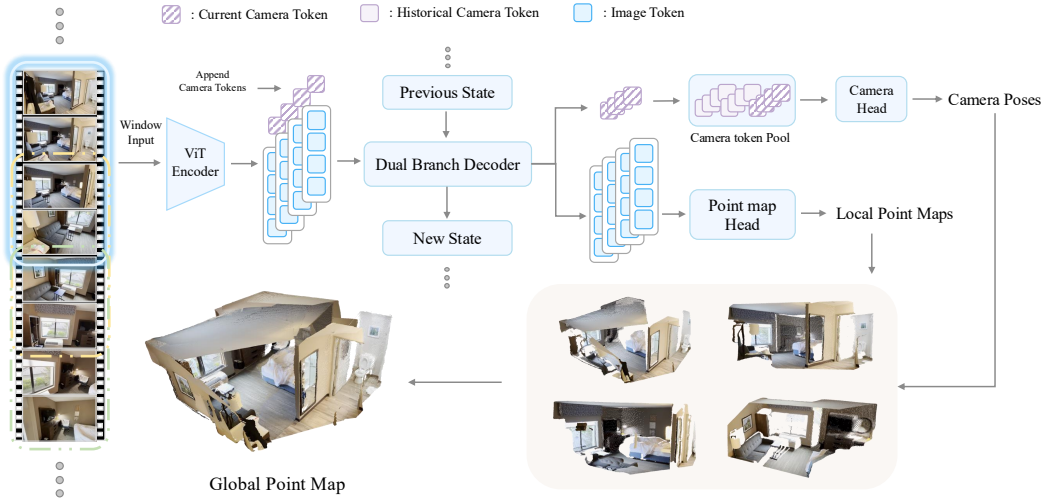 : Current Camera Token
: Historical Camera Token
: Image Token
Append
Camera Tokens
Window
Input
ViT
Encoder
Previous State
Dual Branch Decoder
New State
Camera token Pool
Camera
Head
Camera Poses
Point map
Head
Local Point Maps
Global Point Map